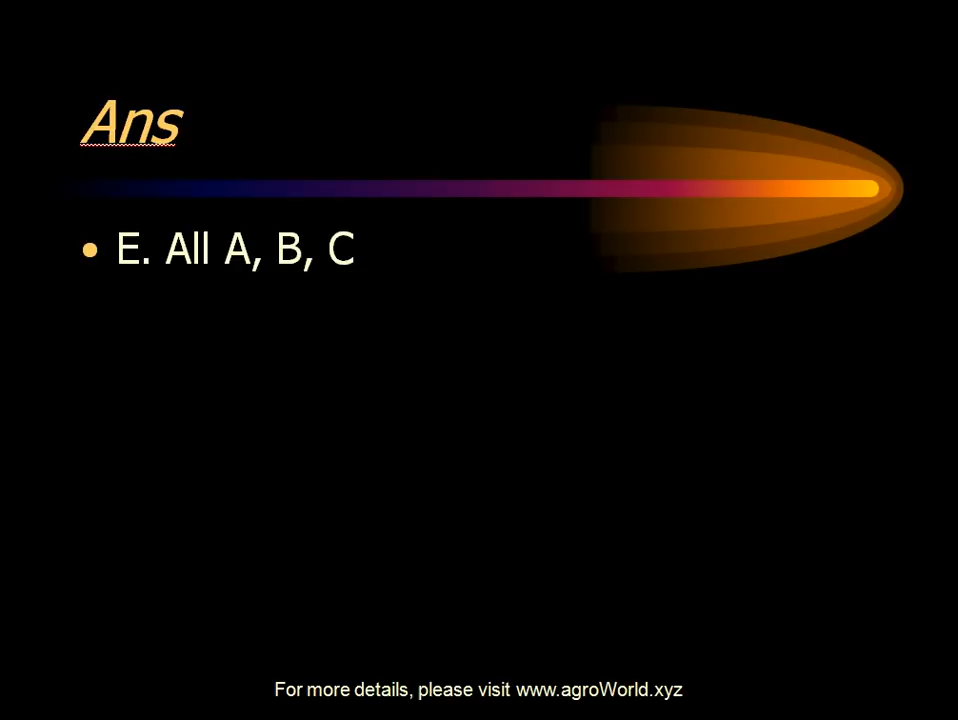 Ans
• E. All A, B, C
For more details, please visit www.agroWorld.xyz